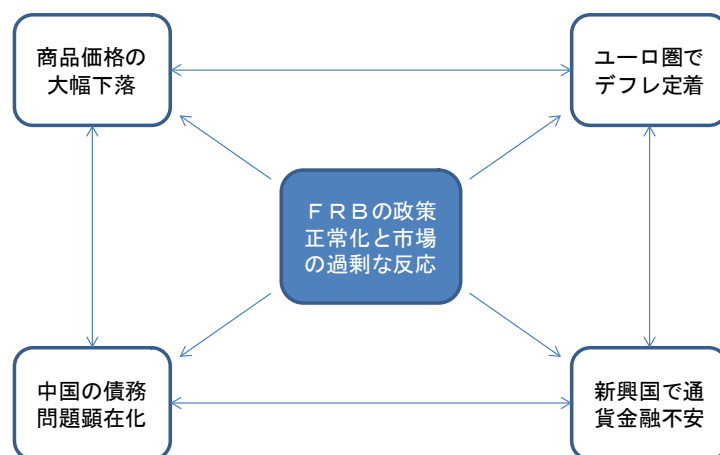 商品価格の
大幅下落
ユーロ圏で
デフレ定着
ＦＲＢの政策
正常化と市場
の過剰な反応
中国の債務
問題顕在化
新興国で通
貨金融不安